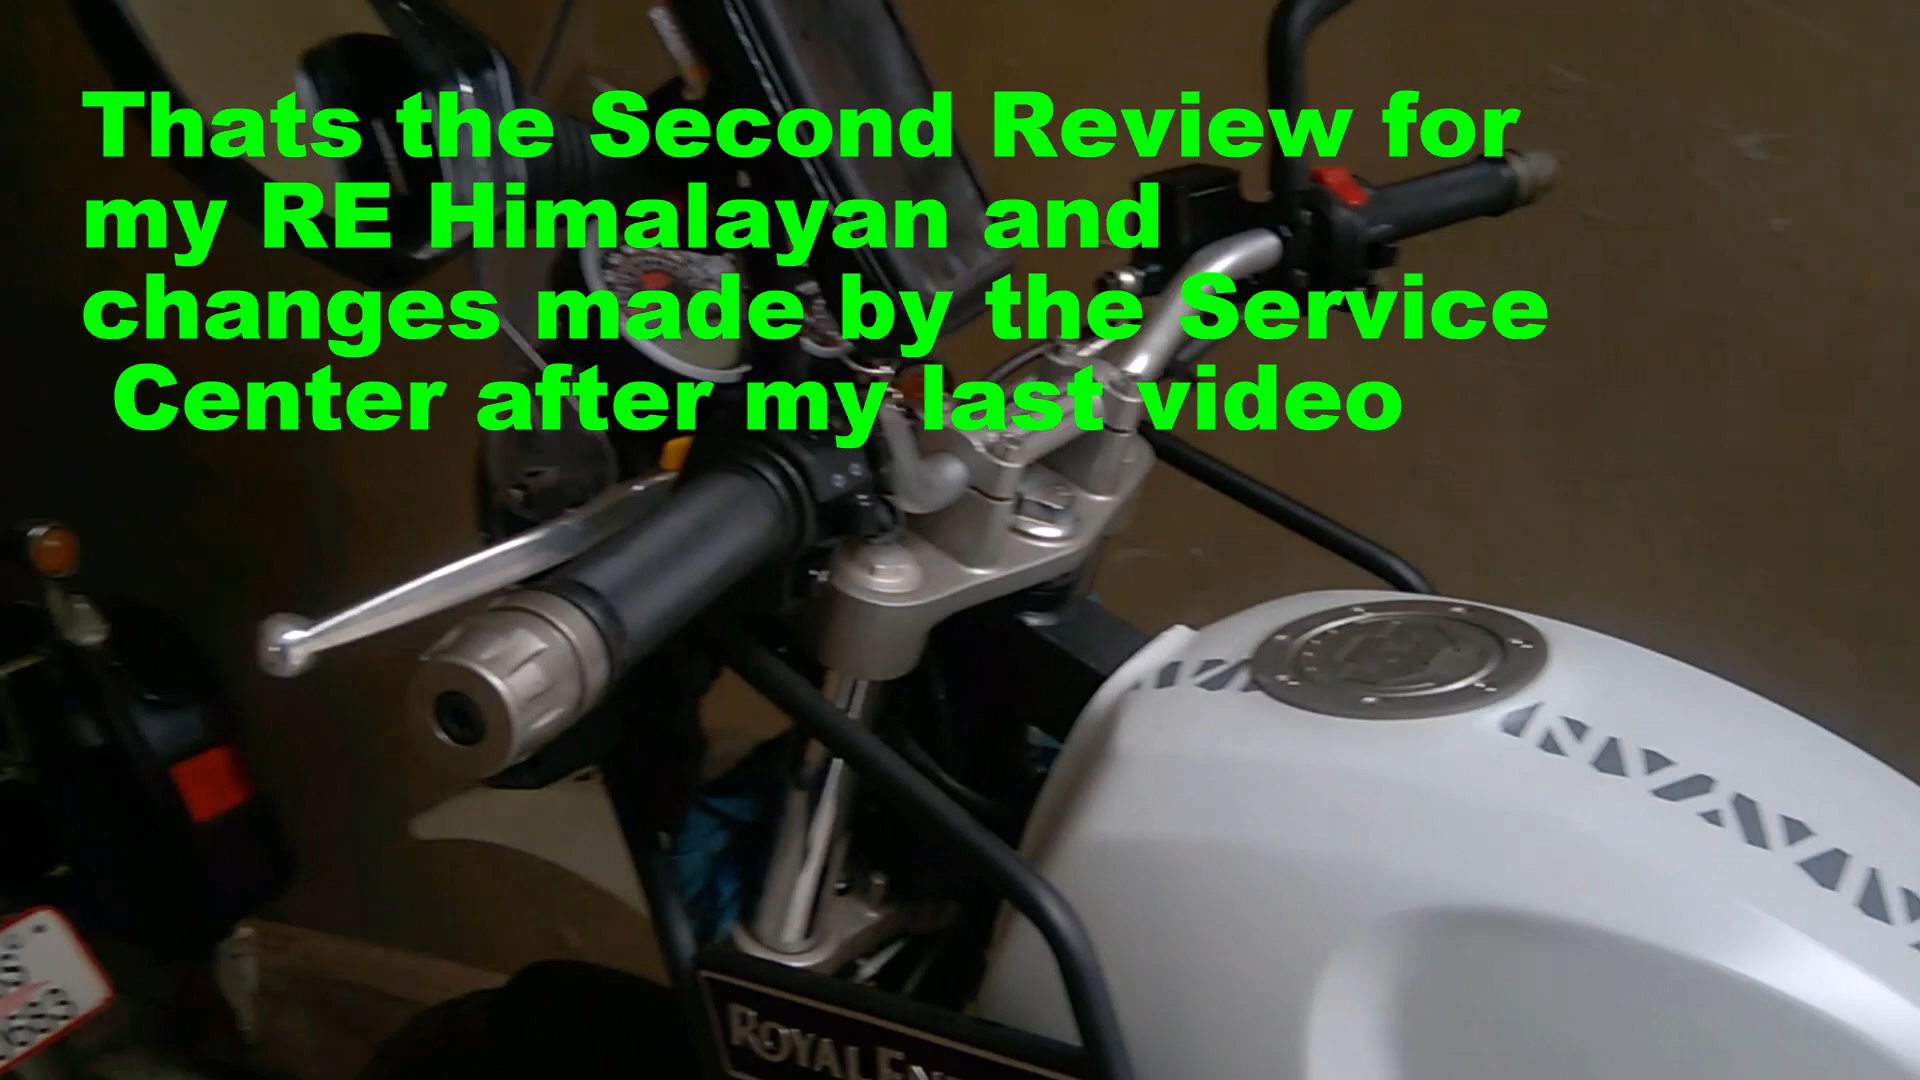 Thats the Second Review for
my RE Himalayan and
changes made by the Service
Center after my last video
ROYAL